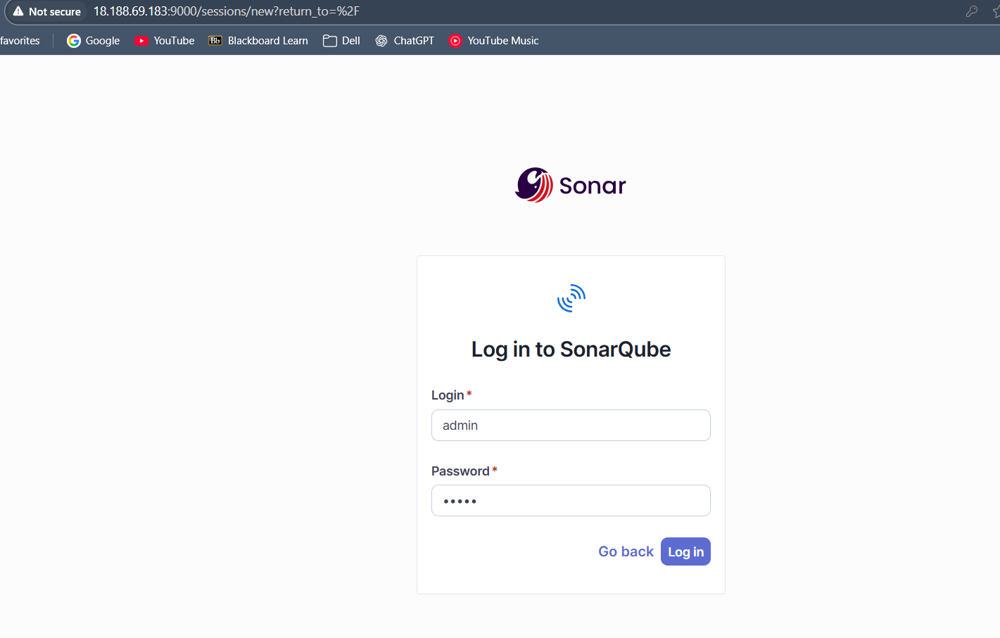 Not secure 18.188.69.183:9000/sessions/new?return_to=%2F
favorites Google YouTube Bb Blackboard Learn Dell ChatGPT YouTube Music
Sonar
Log in to SonarQube
Login *
admin
Password *
•••••
Go back Log in